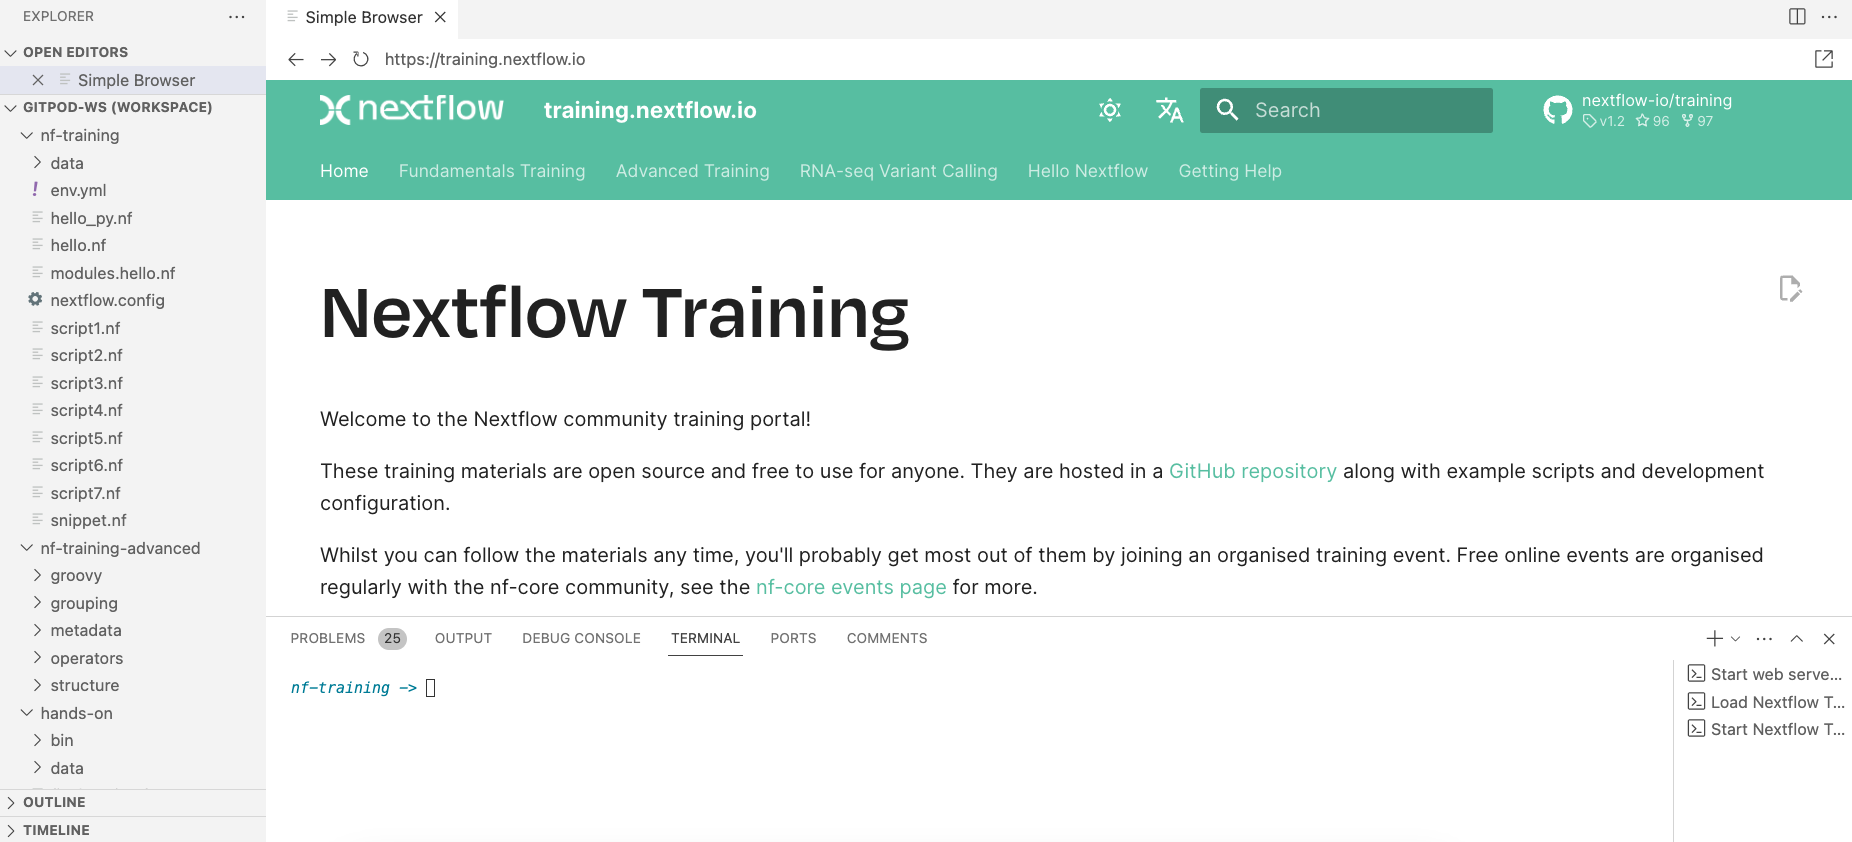 EXPLORER
OPEN EDITORS
Simple Browser
GITPOD-WS (WORKSPACE)
nf-training
data
env.yml
hello_py.nf
hello.nf
modules.hello.nf
nextflow.config
script1.nf
script2.nf
script3.nf
script4.nf
script5.nf
script6.nf
script7.nf
snippet.nf
nf-training-advanced
groovy
grouping
metadata
operators
structure
hands-on
bin
data
OUTLINE
TIMELINE
Simple Browser
https://training.nextflow.io
nextflow training.nextflow.io Search nextflow-io/training
v1.2 96 97
Home Fundamentals Training Advanced Training RNA-seq Variant Calling Hello Nextflow Getting Help
Nextflow Training
Welcome to the Nextflow community training portal!
These training materials are open source and free to use for anyone. They are hosted in a GitHub repository along with example scripts and development
configuration.
Whilst you can follow the materials any time, you'll probably get most out of them by joining an organised training event. Free online events are organised
regularly with the nf-core community, see the nf-core events page for more.
PROBLEMS 25 OUTPUT DEBUG CONSOLE TERMINAL PORTS COMMENTS
nf-training ->
Start web serve...
Load Nextflow T...
Start Nextflow T...